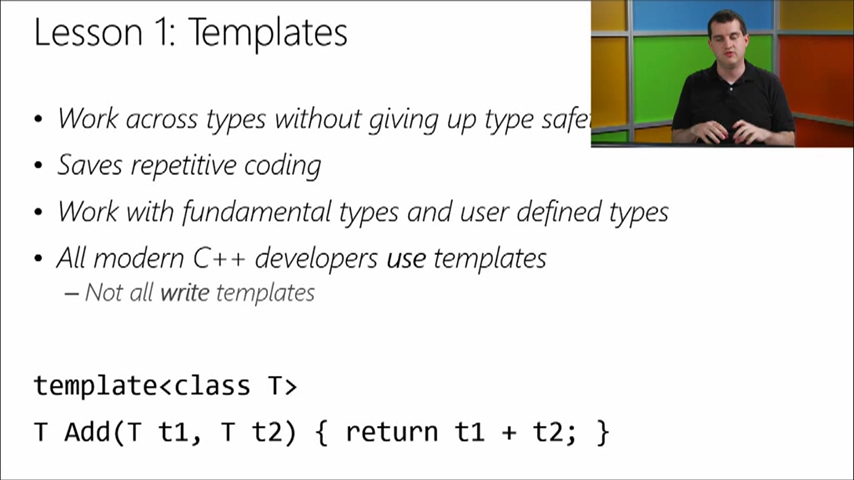 Lesson 1: Templates
• Work across types without giving up type safe
• Saves repetitive coding
• Work with fundamental types and user defined types
• All modern C++ developers use templates
– Not all write templates
template<class T>
T Add(T t1, T t2) { return t1 + t2; }